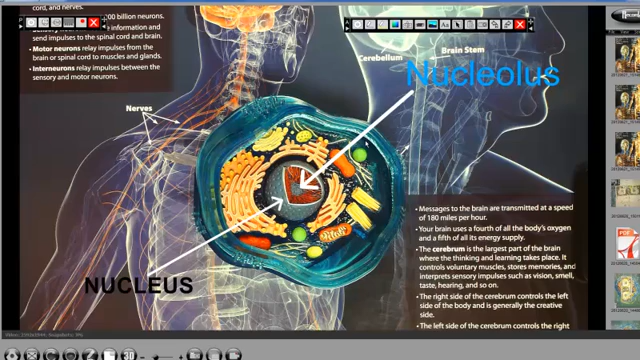 cord, and nerves.
billion neurons.
information and
send impulses to the spinal cord and brain.
• Motor neurons relay impulses from the
brain or spinal cord to muscles and glands.
• Interneurons relay impulses between the
sensory and motor neurons.
Nerves
Cerebellum
Brain Stem
Nucleolus
NUCLEUS
• Messages to the brain are transmitted at a speed
of 180 miles per hour.
• Your brain uses a fourth of all the body's oxygen
and a fifth of all its energy supply.
• The cerebrum is the largest part of the brain
where the thinking and learning takes place. It
controls voluntary muscles, stores memories, and
interprets sensory impulses such as vision, smell,
taste, hearing, and so on.
• The right side of the cerebrum controls the left
side of the body and is generally the creative
side.
• The left side of the cerebrum controls the right
PDF